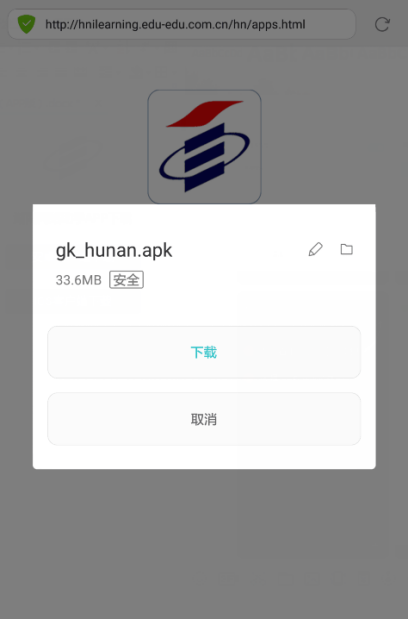 http://hnilearning.edu-edu.com.cn/hn/apps.html
gk_hunan.apk
33.6MB 安全
下载
取消